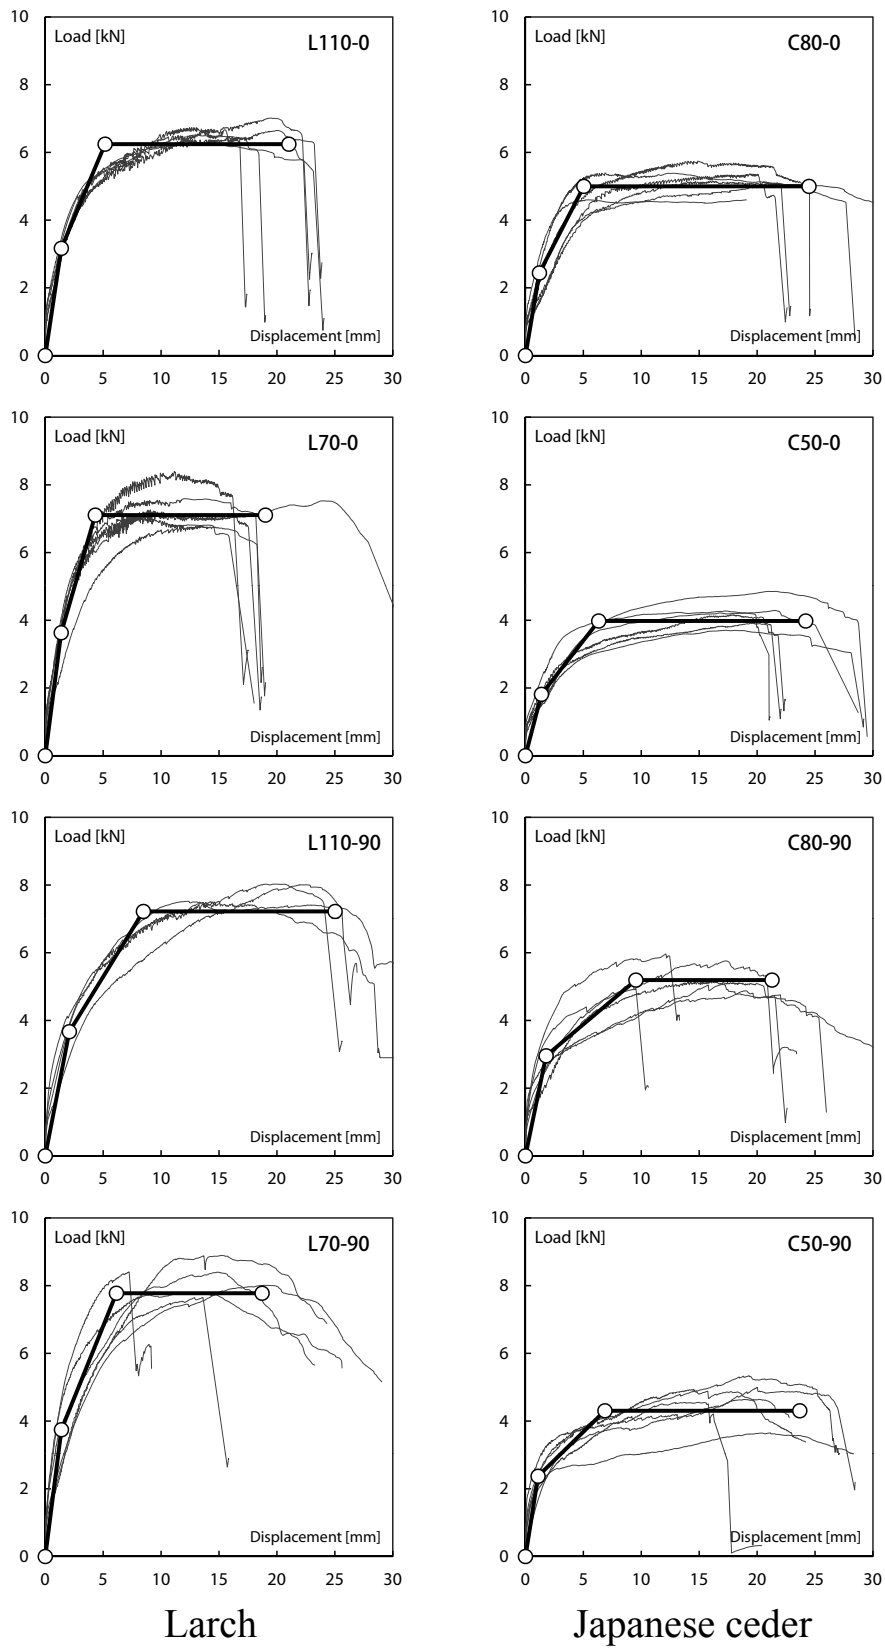 10
Load [kN]
L110-0
8
6
4
2
Displacement [mm]
0
0 5 10 15 20 25 30
10
Load [kN]
C80-0
8
6
4
2
Displacement [mm]
0
0 5 10 15 20 25 30
10
Load [kN]
L70-0
8
6
4
2
Displacement [mm]
0
0 5 10 15 20 25 30
10
Load [kN]
C50-0
8
6
4
2
Displacement [mm]
0
0 5 10 15 20 25 30
10
Load [kN]
L110-90
8
6
4
2
Displacement [mm]
0
0 5 10 15 20 25 30
10
Load [kN]
C80-90
8
6
4
2
Displacement [mm]
0
0 5 10 15 20 25 30
10
Load [kN]
L70-90
8
6
4
2
Displacement [mm]
0
0 5 10 15 20 25 30
10
Load [kN]
C50-90
8
6
4
2
Displacement [mm]
0
0 5 10 15 20 25 30
Larch
Japanese ceder